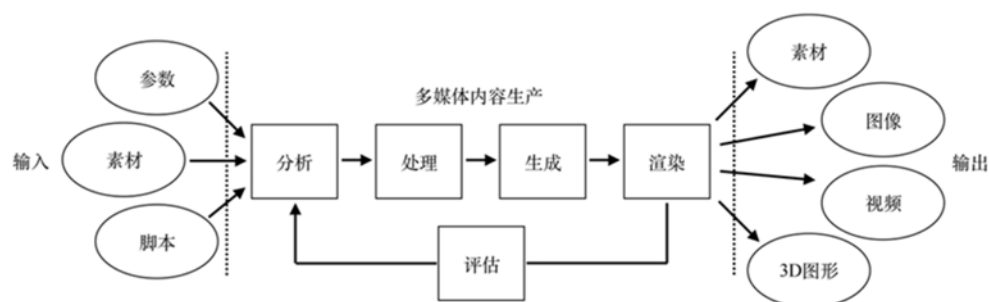 参数
素材
脚本
输入
多媒体内容生产
分析
处理
生成
渲染
评估
素材
图像
视频
3D图形
输出